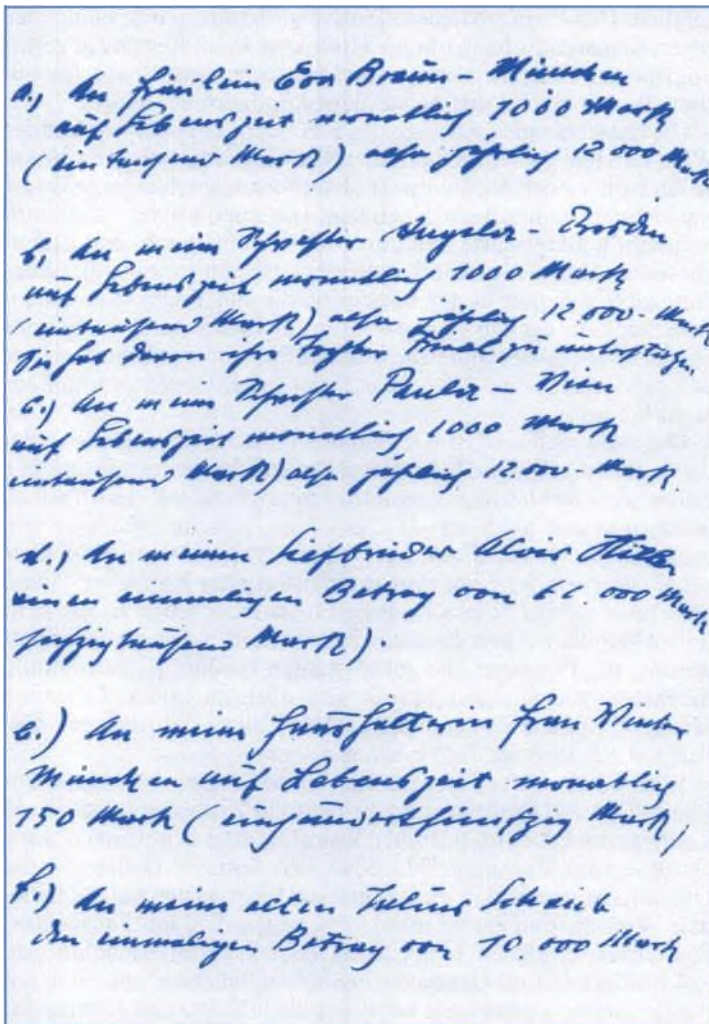 a.) An Fräulein Eva Braun – München
auf Lebenszeit monatlich 1000 Mark
(eintausend Mark) also jährlich 12000 Mark
b.) An meine Schwester Angela – Dresden
auf Lebenszeit monatlich 1000 Mark
(eintausend Mark) also jährlich 12.000 Mark
Sie hat davon ihre Tochter Friedl zu unterstützen.
c.) An meine Schwester Paula – Wien
auf Lebenszeit monatlich 1000 Mark
eintausend Mark) also jährlich 12.000 Mark
d.) An meinen Stiefbruder Alois Hitler
einen einmaligen Betrag von 60.000 Mark
sechzigtausend Mark).
e.) An meine Haushälterin Frau Winter
München auf Lebenszeit monatlich
150 Mark (einhundertfünfzig Mark)
f.) An meinen alten Julius Schaub
den einmaligen Betrag von 10.000 Mark